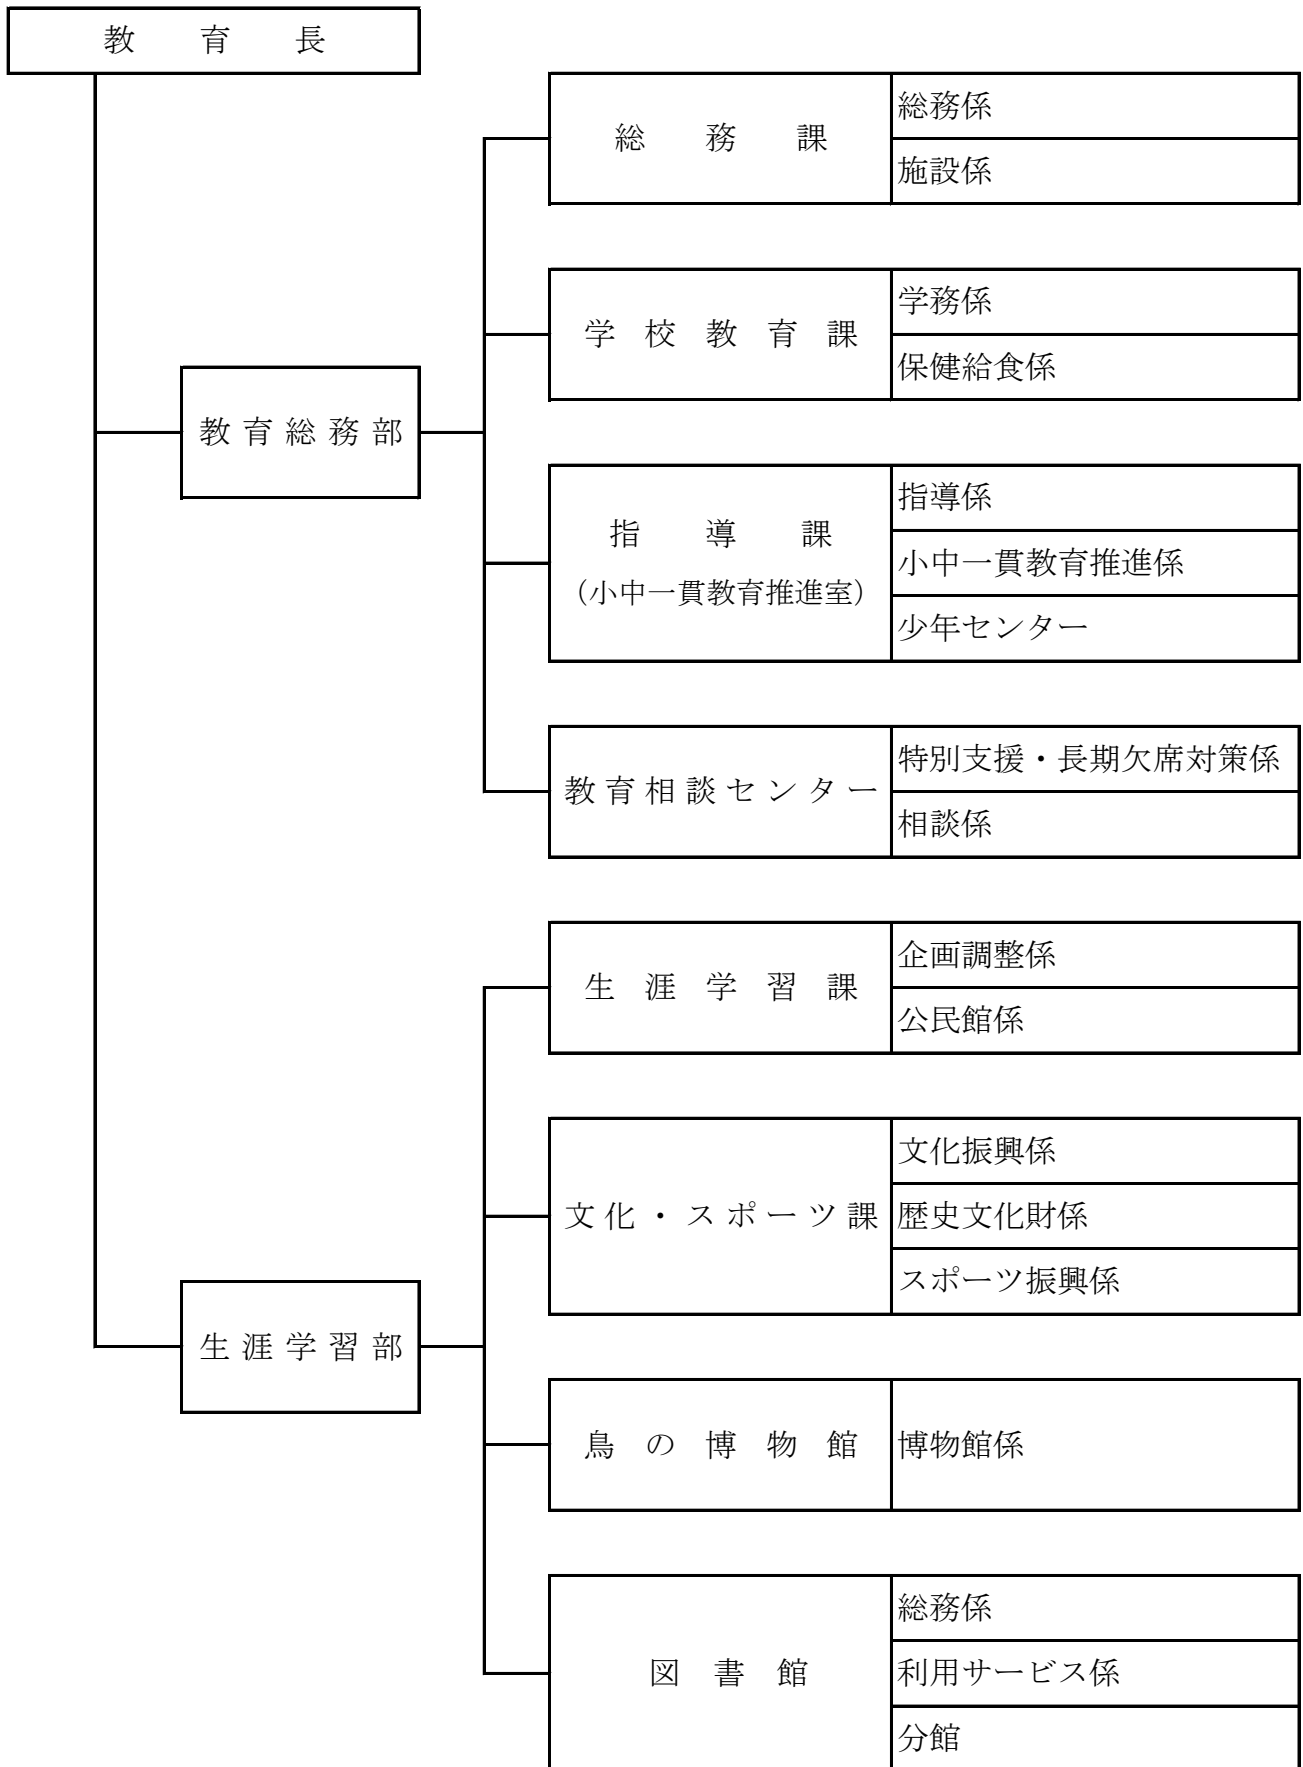 教育長
総務課
総務係
施設係
学校教育課
学務係
保健給食係
教育総務部
指導課
（小中一貫教育推進室）
指導係
小中一貫教育推進係
少年センター
教育相談センター
特別支援・長期欠席対策係
相談係
生涯学習課
企画調整係
公民館係
文化・スポーツ課
文化振興係
歴史文化財係
スポーツ振興係
生涯学習部
鳥の博物館
博物館係
図書館
総務係
利用サービス係
分館